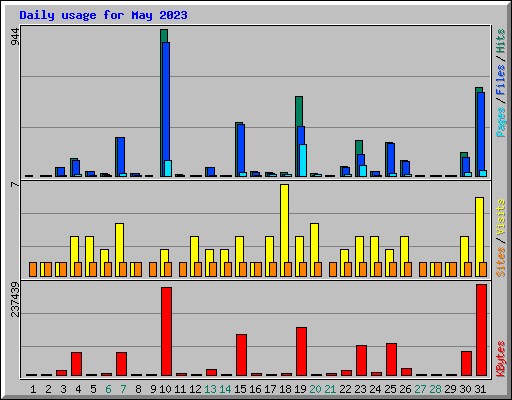 Daily usage for May 2023
944
Pages / Files / Hits
7
Sites / Visits
237439
KBytes
1 2 3 4 5 6 7 8 9 10 11 12 13 14 15 16 17 18 19 20 21 22 23 24 25 26 27 28 29 30 31